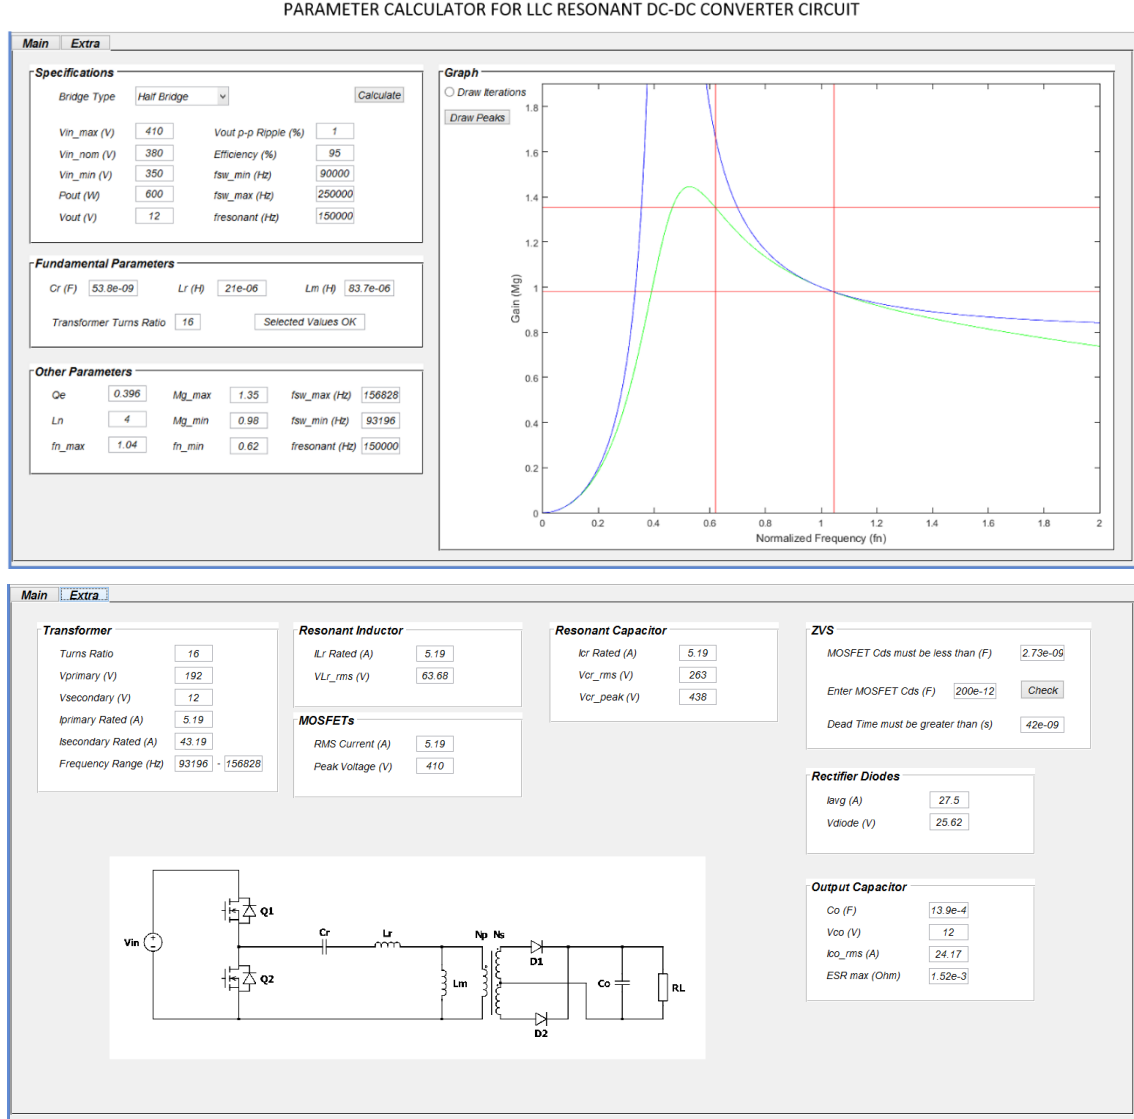 PARAMETER CALCULATOR FOR LLC RESONANT DC-DC CONVERTER CIRCUIT
Main Extra
Specifications
Bridge Type Half Bridge Calculate
Vin_max (V) 410 Vout p-p Ripple (%) 1
Vin_nom (V) 380 Efficiency (%) 95
Vin_min (V) 350 fsw_min (Hz) 90000
Pout (W) 600 fsw_max (Hz) 250000
Vout (V) 12 fresonant (Hz) 150000
Fundamental Parameters
Cr (F) 53.8e-09 Lr (H) 21e-06 Lm (H) 83.7e-06
Transformer Turns Ratio 16 Selected Values OK
Other Parameters
Qe 0.396 Mg_max 1.35 fsw_max (Hz) 156828
Ln 4 Mg_min 0.98 fsw_min (Hz) 93196
fn_max 1.04 fn_min 0.62 fresonant (Hz) 150000
Graph
Draw Iterations
Draw Peaks
Gain (Mg)
1.8
1.6
1.4
1.2
1
0.8
0.6
0.4
0.2
0
0 0.2 0.4 0.6 0.8 1 1.2 1.4 1.6 1.8 2
Normalized Frequency (fn)
Main Extra
Transformer
Turns Ratio 16
Vprimary (V) 192
Vsecondary (V) 12
Iprimary Rated (A) 5.19
Isecondary Rated (A) 43.19
Frequency Range (Hz) 93196 - 156828
Resonant Inductor
ILr Rated (A) 5.19
VLr_rms (V) 63.68
MOSFETs
RMS Current (A) 5.19
Peak Voltage (V) 410
Resonant Capacitor
Icr Rated (A) 5.19
Vcr_rms (V) 263
Vcr_peak (V) 438
ZVS
MOSFET Cds must be less than (F) 2.73e-09
Enter MOSFET Cds (F) 200e-12 Check
Dead Time must be greater than (s) 42e-09
Rectifier Diodes
Iavg (A) 27.5
Vdiode (V) 25.62
Output Capacitor
Co (F) 13.9e-4
Vco (V) 12
Ico_rms (A) 24.17
ESR max (Ohm) 1.52e-3
Vin
Q1
Q2
Cr
Lr
Lm
Np Ns
D1
D2
Co
RL